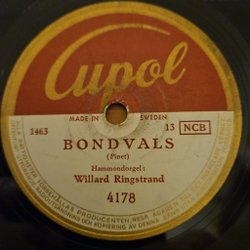 Cupol
MADE IN SWEDEN
1463 13 NCB
BONDVALS
(Pinet)
Hammondorgel:
Willard Ringstrand
4178